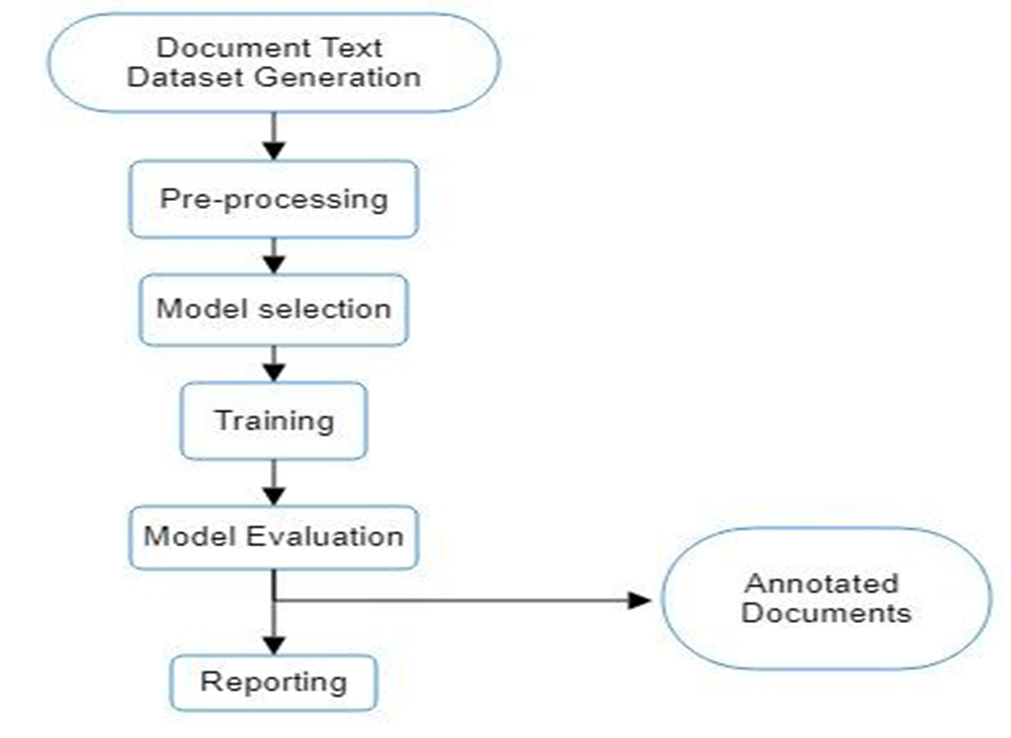 Document Text
Dataset Generation
Pre-processing
Model selection
Training
Model Evaluation
Annotated
Documents
Reporting